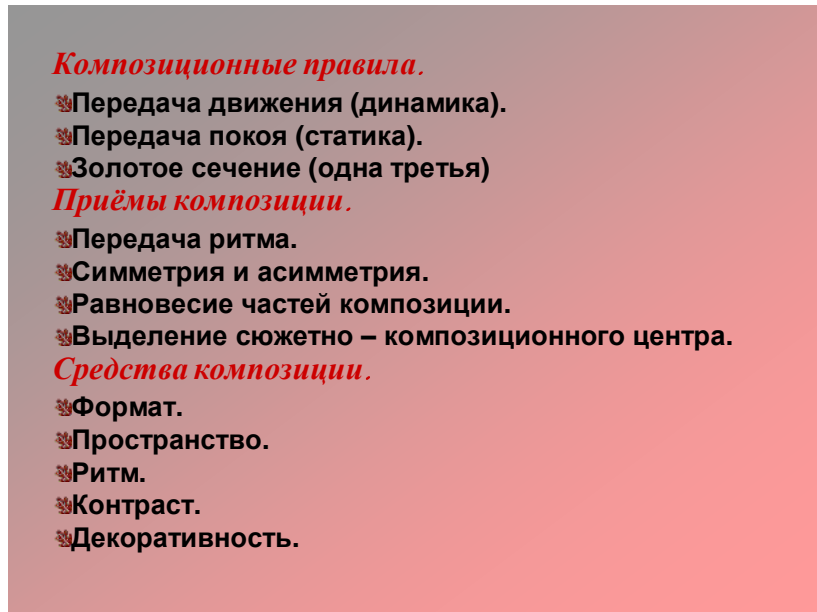 Композиционные правила.
Передача движения (динамика).
Передача покоя (статика).
Золотое сечение (одна третья)
Приёмы композиции.
Передача ритма.
Симметрия и асимметрия.
Равновесие частей композиции.
Выделение сюжетно – композиционного центра.
Средства композиции.
Формат.
Пространство.
Ритм.
Контраст.
Декоративность.